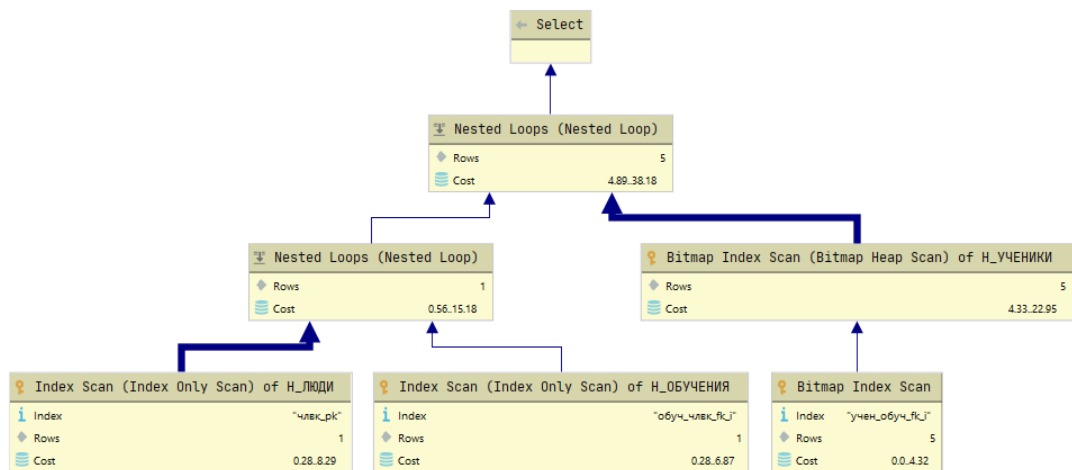 Select
Nested Loops (Nested Loop)
Rows 5
Cost 4.89..38.18
Nested Loops (Nested Loop)
Rows 1
Cost 0.56..15.18
Bitmap Index Scan (Bitmap Heap Scan) of Н_УЧЕНИКИ
Rows 5
Cost 4.33..22.95
Index Scan (Index Only Scan) of Н_ЛЮДИ
Index "члвк_pk"
Rows 1
Cost 0.28..8.29
Index Scan (Index Only Scan) of Н_ОБУЧЕНИЯ
Index "обуч_члвк_fk_i"
Rows 1
Cost 0.28..6.87
Bitmap Index Scan
Index "учен_обуч_fk_i"
Rows 5
Cost 0.0..4.32